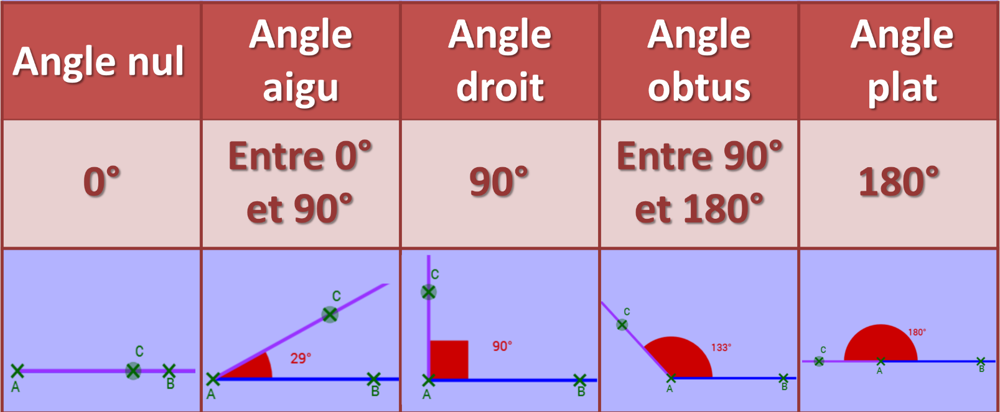 Angle nul
Angle
aigu
Angle
droit
Angle
obtus
Angle
plat
0°
Entre 0°
et 90°
90°
Entre 90°
et 180°
180°
A
C
B
A
C
29°
B
A
C
90°
B
C
133°
A
B
C
180°
A
B